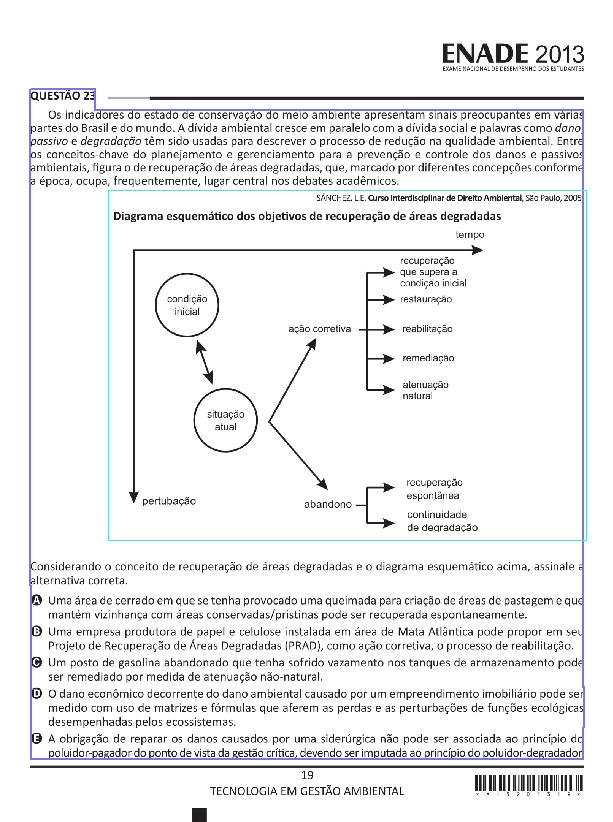 ENADE 2013
EXAME NACIONAL DE DESEMPENHO DOS ESTUDANTES
QUESTÃO 23
Os indicadores do estado de conservação do meio ambiente apresentam sinais preocupantes em várias
partes do Brasil e do mundo. A dívida ambiental cresce em paralelo com a dívida social e palavras como dano,
passivo e degradação têm sido usadas para descrever o processo de redução na qualidade ambiental. Entre
os conceitos-chave do planejamento e gerenciamento para a prevenção e controle dos danos e passivos
ambientais, figura o de recuperação de áreas degradadas, que, marcado por diferentes concepções conforme
a época, ocupa, frequentemente, lugar central nos debates acadêmicos.
SÁNCHEZ, L.E. Curso Interdisciplinar de Direito Ambiental, São Paulo, 2005
Diagrama esquemático dos objetivos de recuperação de áreas degradadas
tempo
recuperação
que supera a
condição inicial
condição
inicial
restauração
ação corretiva
reabilitação
remediação
atenuação
natural
situação
atual
recuperação
espontânea
pertubação
abandono
continuidade
de degradação
Considerando o conceito de recuperação de áreas degradadas e o diagrama esquemático acima, assinale a
alternativa correta.
A Uma área de cerrado em que se tenha provocado uma queimada para criação de áreas de pastagem e que
mantém vizinhança com áreas conservadas/pristinas pode ser recuperada espontaneamente.
B Uma empresa produtora de papel e celulose instalada em área de Mata Atlântica pode propor em seu
Projeto de Recuperação de Áreas Degradadas (PRAD), como ação corretiva, o processo de reabilitação.
C Um posto de gasolina abandonado que tenha sofrido vazamento nos tanques de armazenamento pode
ser remediado por medida de atenuação não-natural.
D O dano econômico decorrente do dano ambiental causado por um empreendimento imobiliário pode ser
medido com uso de matrizes e fórmulas que aferem as perdas e as perturbações de funções ecológicas
desempenhadas pelos ecossistemas.
E A obrigação de reparar os danos causados por uma siderúrgica não pode ser associada ao princípio do
poluidor-pagador do ponto de vista da gestão crítica, devendo ser imputada ao princípio do poluidor-degradador
19
TECNOLOGIA EM GESTÃO AMBIENTAL